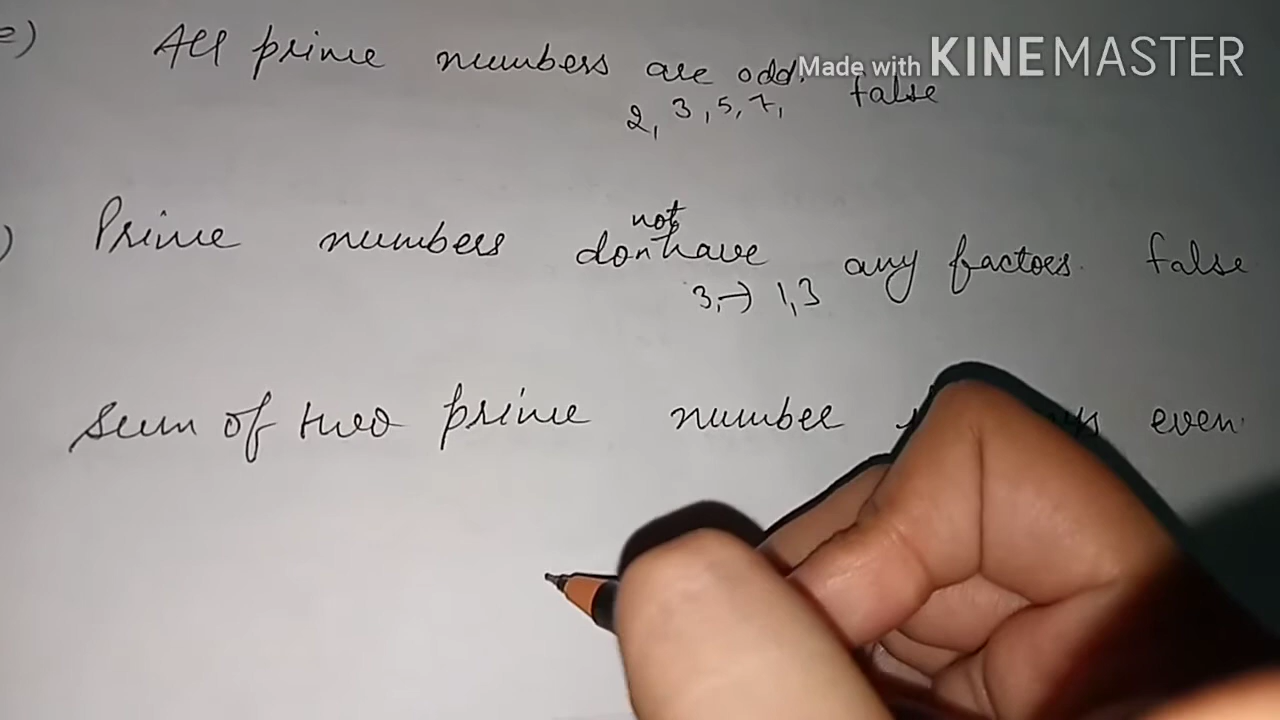 e) All prime numbers are odd. false
2, 3, 5, 7,
Made with KINEMASTER
) Prime numbers do not have any factors. false
3, → 1, 3
sum of two prime number even.